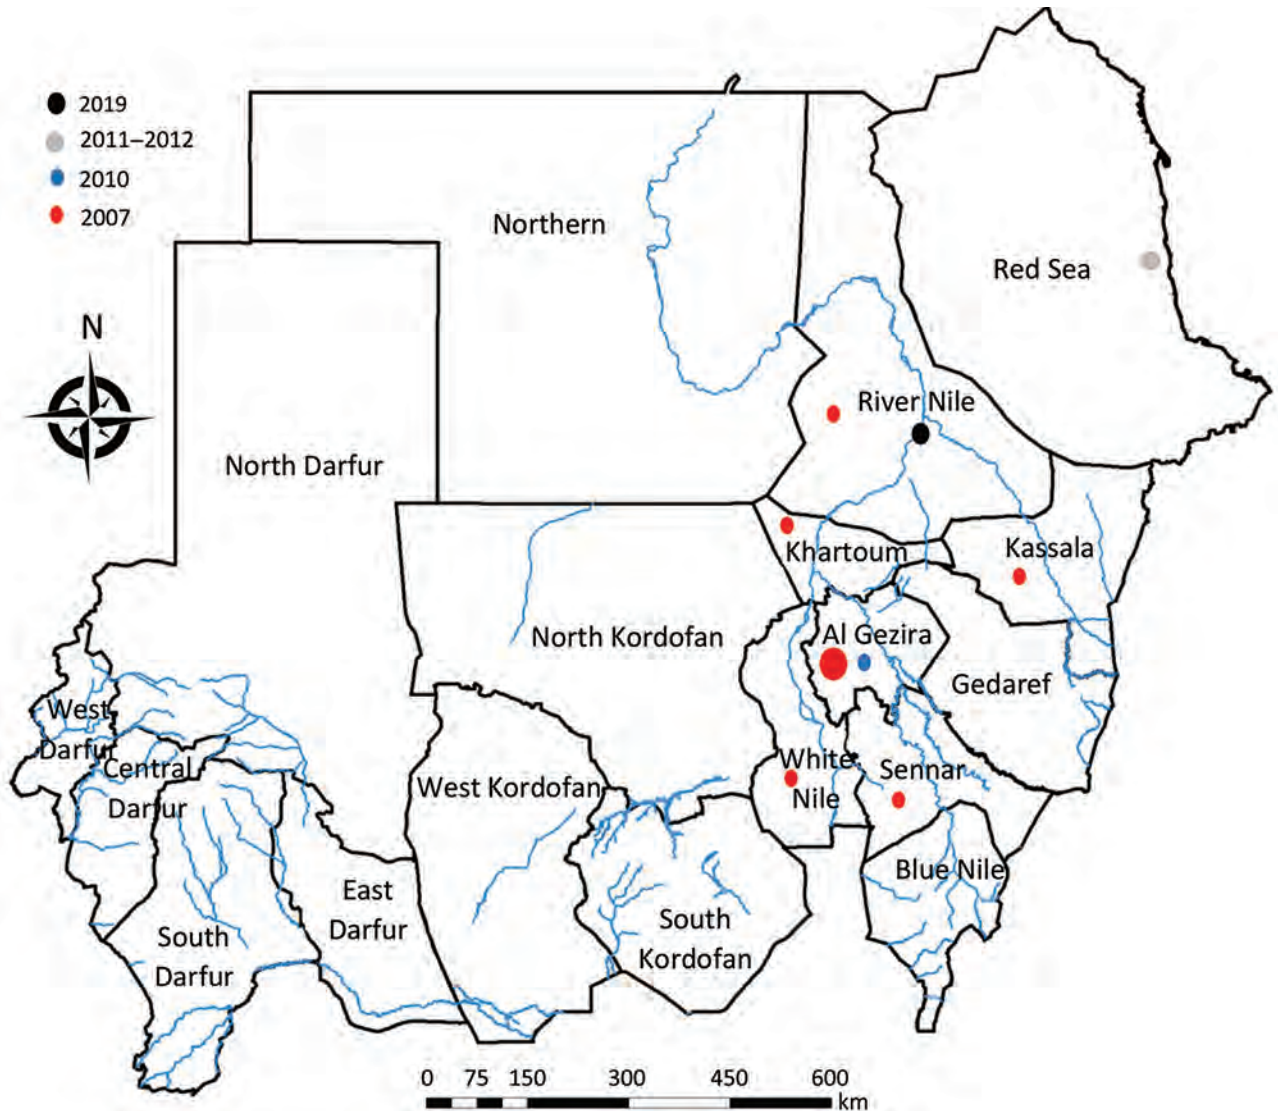 2019
2011–2012
2010
2007
N
Northern
Red Sea
River Nile
North Darfur
Khartoum
Kassala
North Kordofan
Al Gezira
Gedaref
West
Darfur
Central
Darfur
West Kordofan
White
Nile
Sennar
Blue Nile
East
Darfur
South
Kordofan
South
Darfur
0 75 150 300 450 600
km